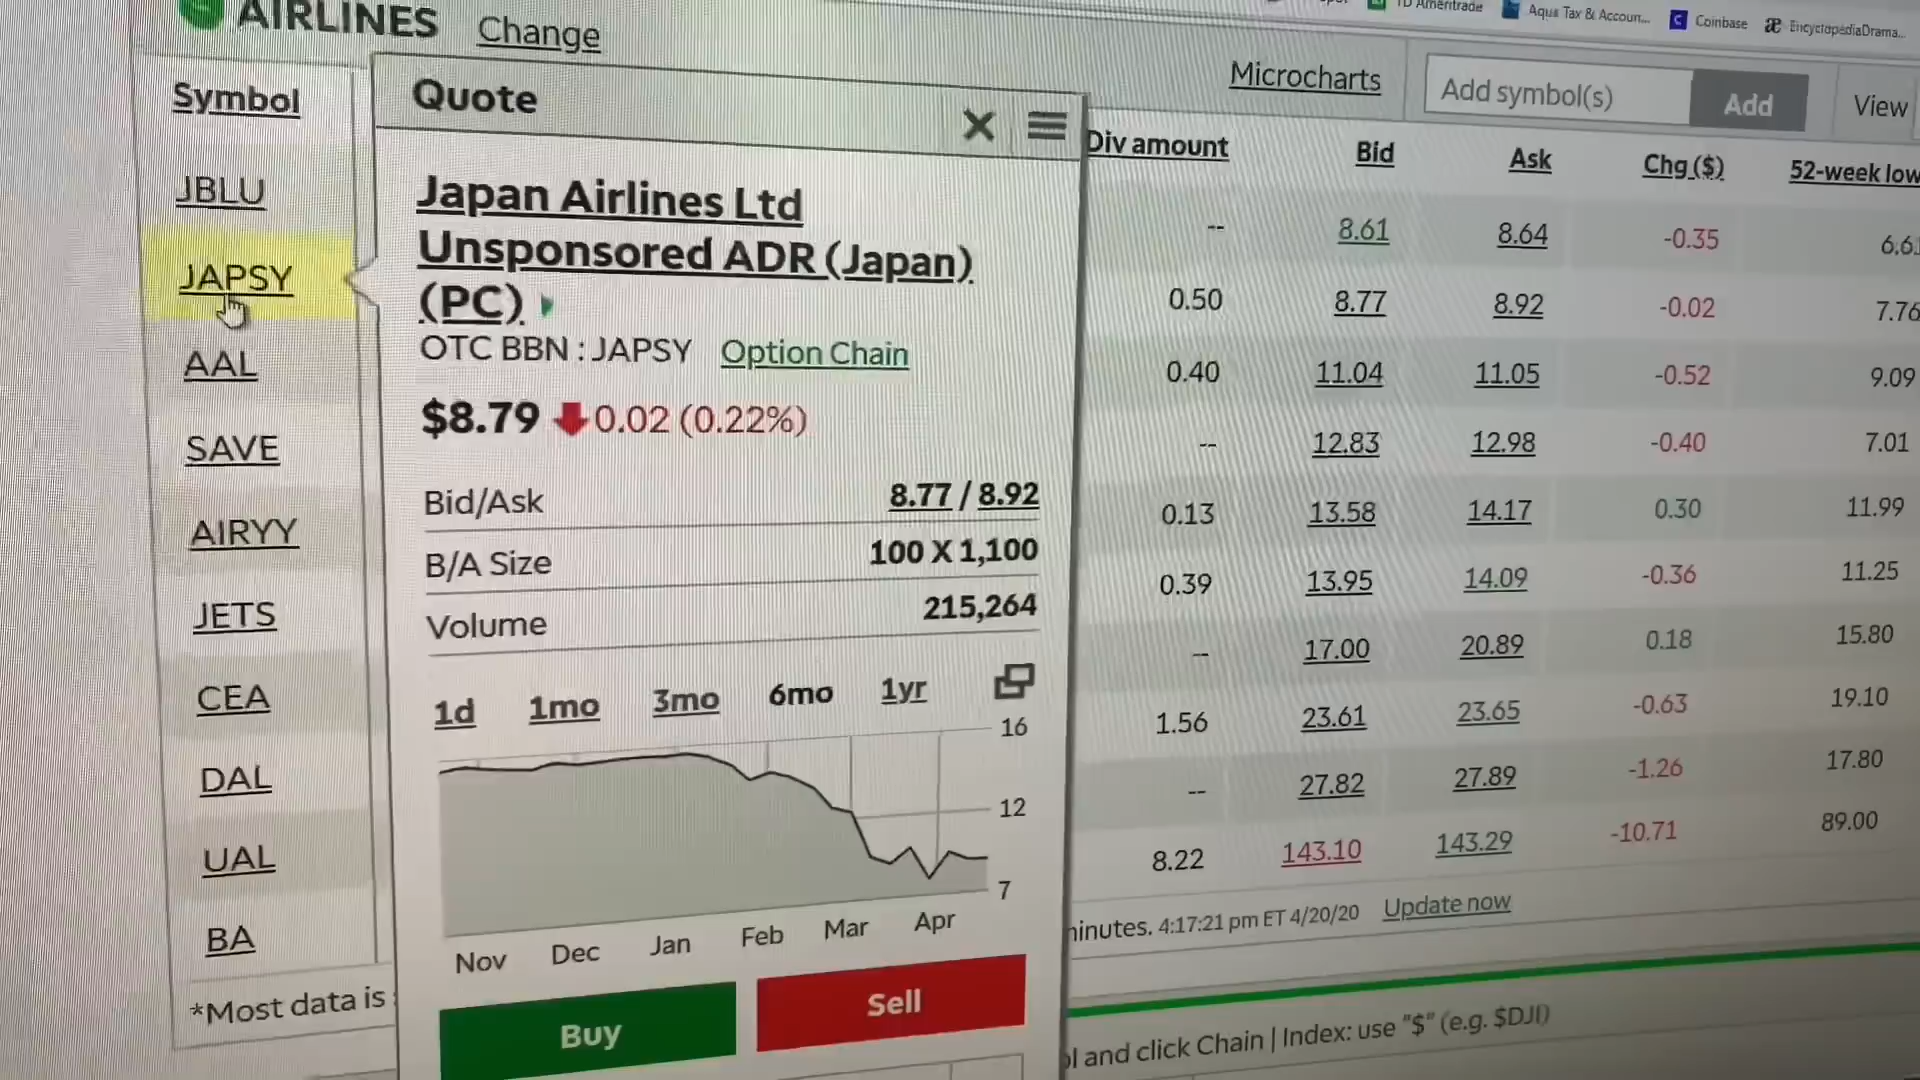 TD Ameritrade
Aqua Tax & Accoun...
Coinbase
EncyclopediaDrama...
AIRLINES
Change
Microcharts
Add symbol(s)
Add
View
Symbol
Quote
Div amount
Bid
Ask
Chg ($)
52-week low
JBLU
JAPSY
AAL
SAVE
AIRYY
JETS
CEA
DAL
UAL
BA
*Most data is
Japan Airlines Ltd
Unsponsored ADR (Japan)
(PC)
OTC BBN : JAPSY Option Chain
$8.79 0.02 (0.22%)
Bid/Ask 8.77 / 8.92
B/A Size 100 X 1,100
Volume 215,264
1d 1mo 3mo 6mo 1yr
16
12
7
Nov Dec Jan Feb Mar Apr
Buy
Sell
-- 8.61 8.64 -0.35
0.50 8.77 8.92 -0.02 7.76
0.40 11.04 11.05 -0.52 9.09
-- 12.83 12.98 -0.40 7.01
0.13 13.58 14.17 0.30 11.99
0.39 13.95 14.09 -0.36 11.25
-- 17.00 20.89 0.18 15.80
1.56 23.61 23.65 -0.63 19.10
-- 27.82 27.89 -1.26 17.80
8.22 143.10 143.29 -10.71 89.00
minutes. 4:17:21 pm ET 4/20/20 Update now
and click Chain | Index: use "$" (e.g. $DJI)